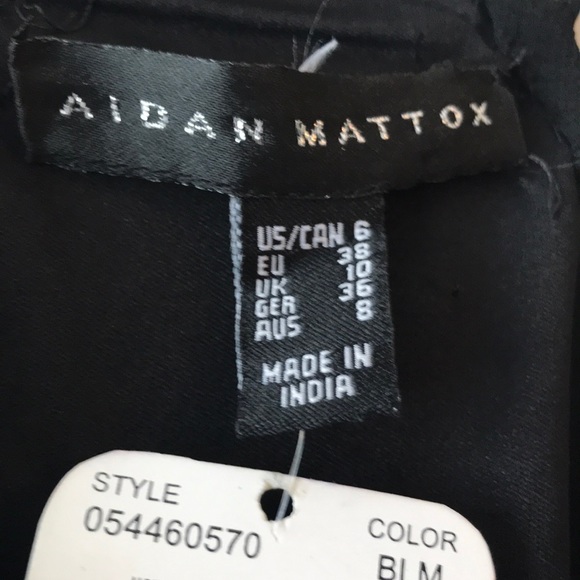 AIDAN MATTOX
US/CAN 6
EU 38
UK 10
GER 36
AUS 8
MADE IN
INDIA
STYLE
054460570
COLOR
BLM